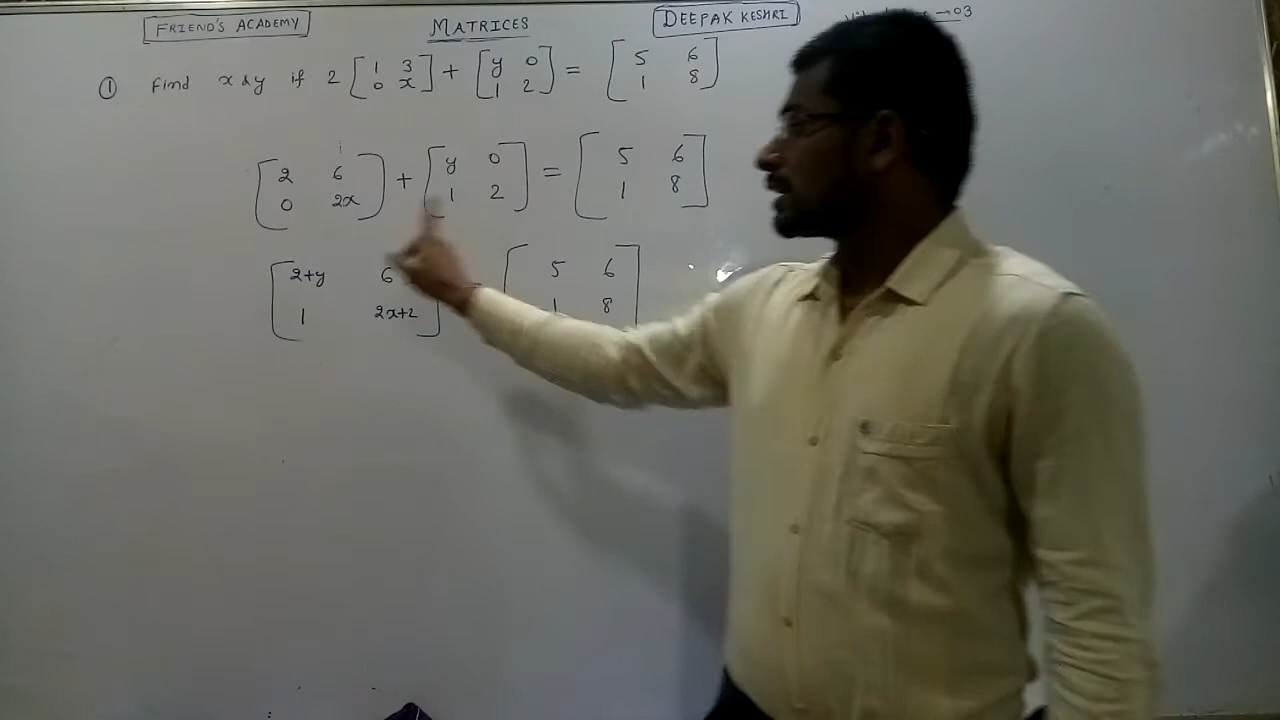 FRIEND'S ACADEMY MATRICES DEEPAK KESHRI →03
① Find x & y if 2 [1 3; 0 x] + [y 0; 1 2] = [5 6; 1 8]
[2 6; 0 2x] + [y 0; 1 2] = [5 6; 1 8]
[2+y 6; 1 2x+2] = [5 6; 1 8]